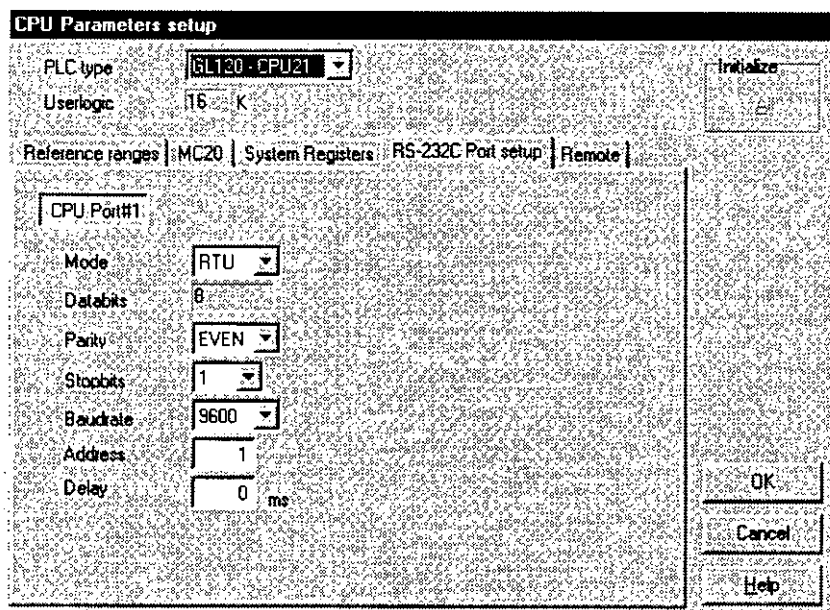 CPU Parameters setup
PLC type GL120 - CPU21
Initialize
Userlogic 16 K
Reference ranges MC20 System Registers RS-232C Port setup Remote
CPU Port#1
Mode RTU
Databits 8
Parity EVEN
Stopbits 1
Baudrate 9600
Address 1
Delay 0 ms
OK
Cancel
Help